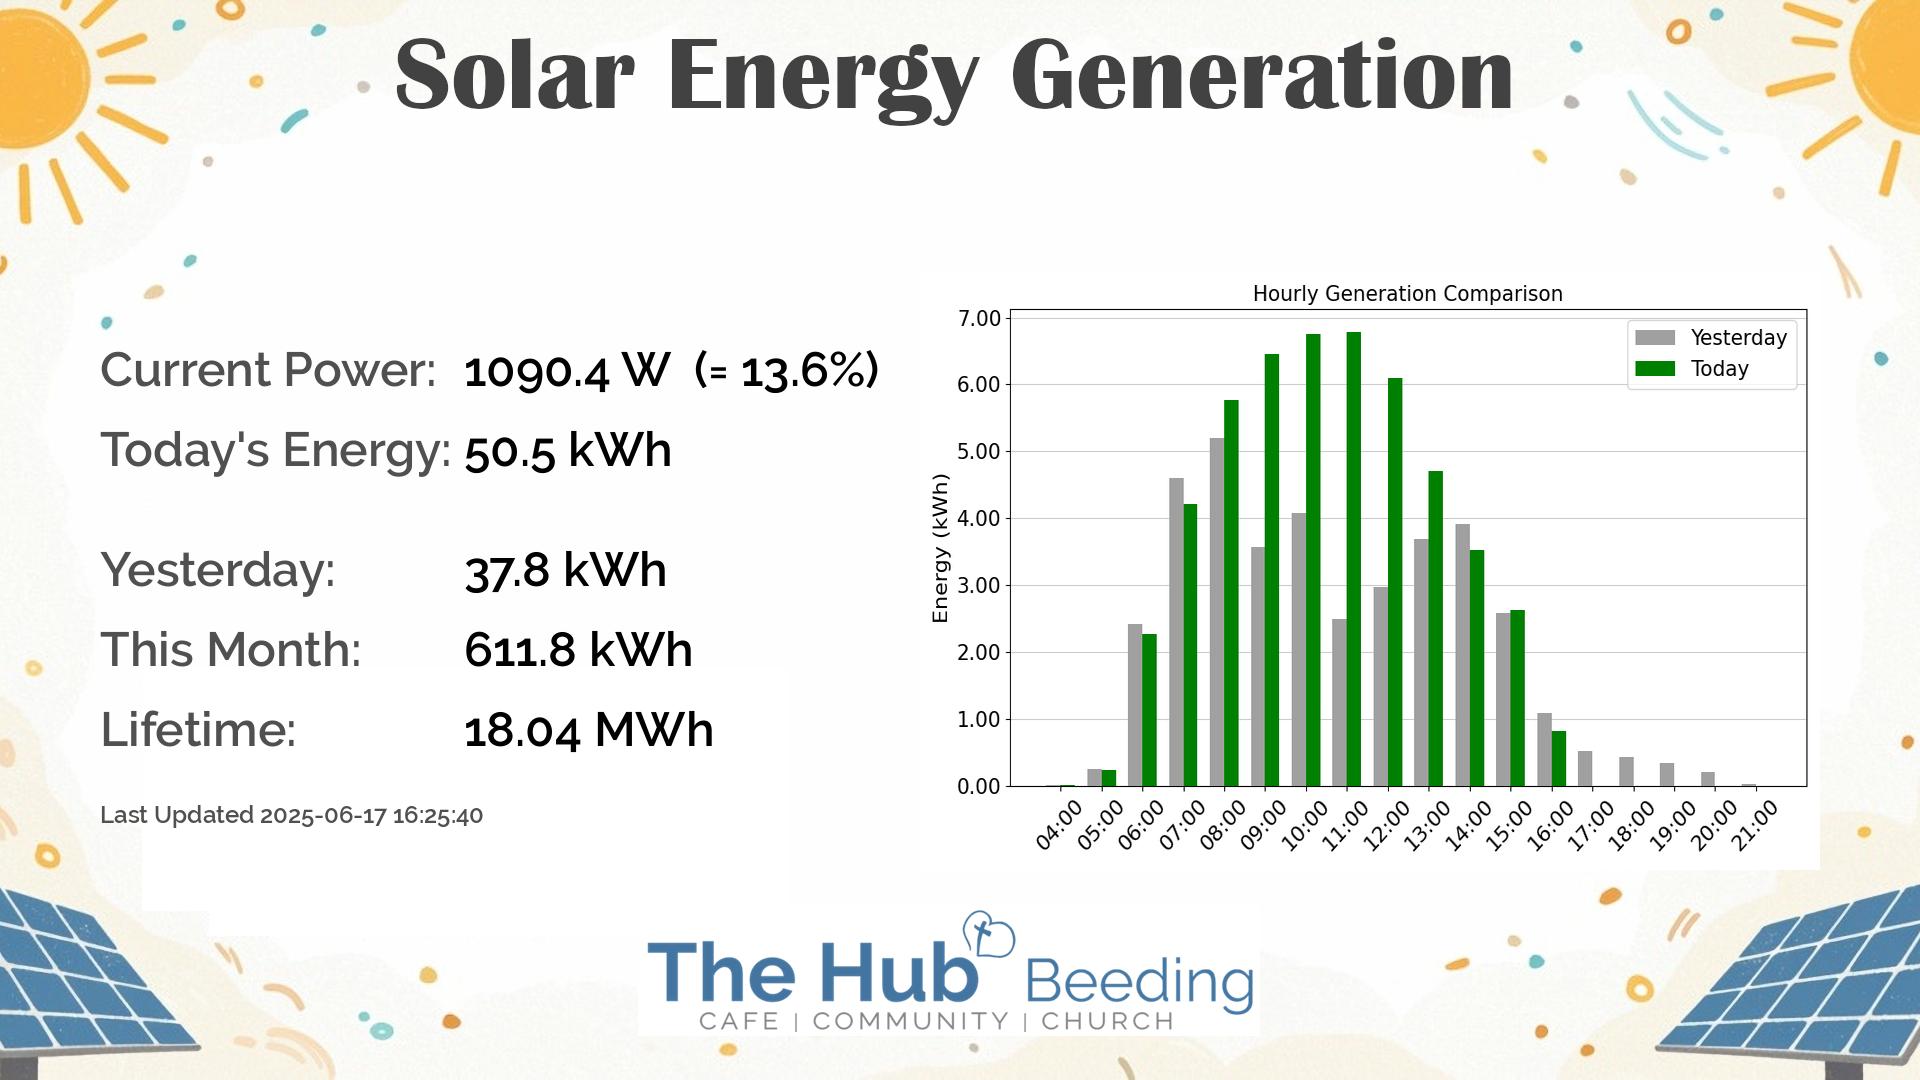 Solar Energy Generation
Current Power: 1090.4 W (= 13.6%)
Today's Energy: 50.5 kWh
Yesterday: 37.8 kWh
This Month: 611.8 kWh
Lifetime: 18.04 MWh
Last Updated 2025-06-17 16:25:40
Hourly Generation Comparison
Yesterday
Today
Energy (kWh)
7.00
6.00
5.00
4.00
3.00
2.00
1.00
0.00
04:00 05:00 06:00 07:00 08:00 09:00 10:00 11:00 12:00 13:00 14:00 15:00 16:00 17:00 18:00 19:00 20:00 21:00
The Hub Beeding
CAFE | COMMUNITY | CHURCH